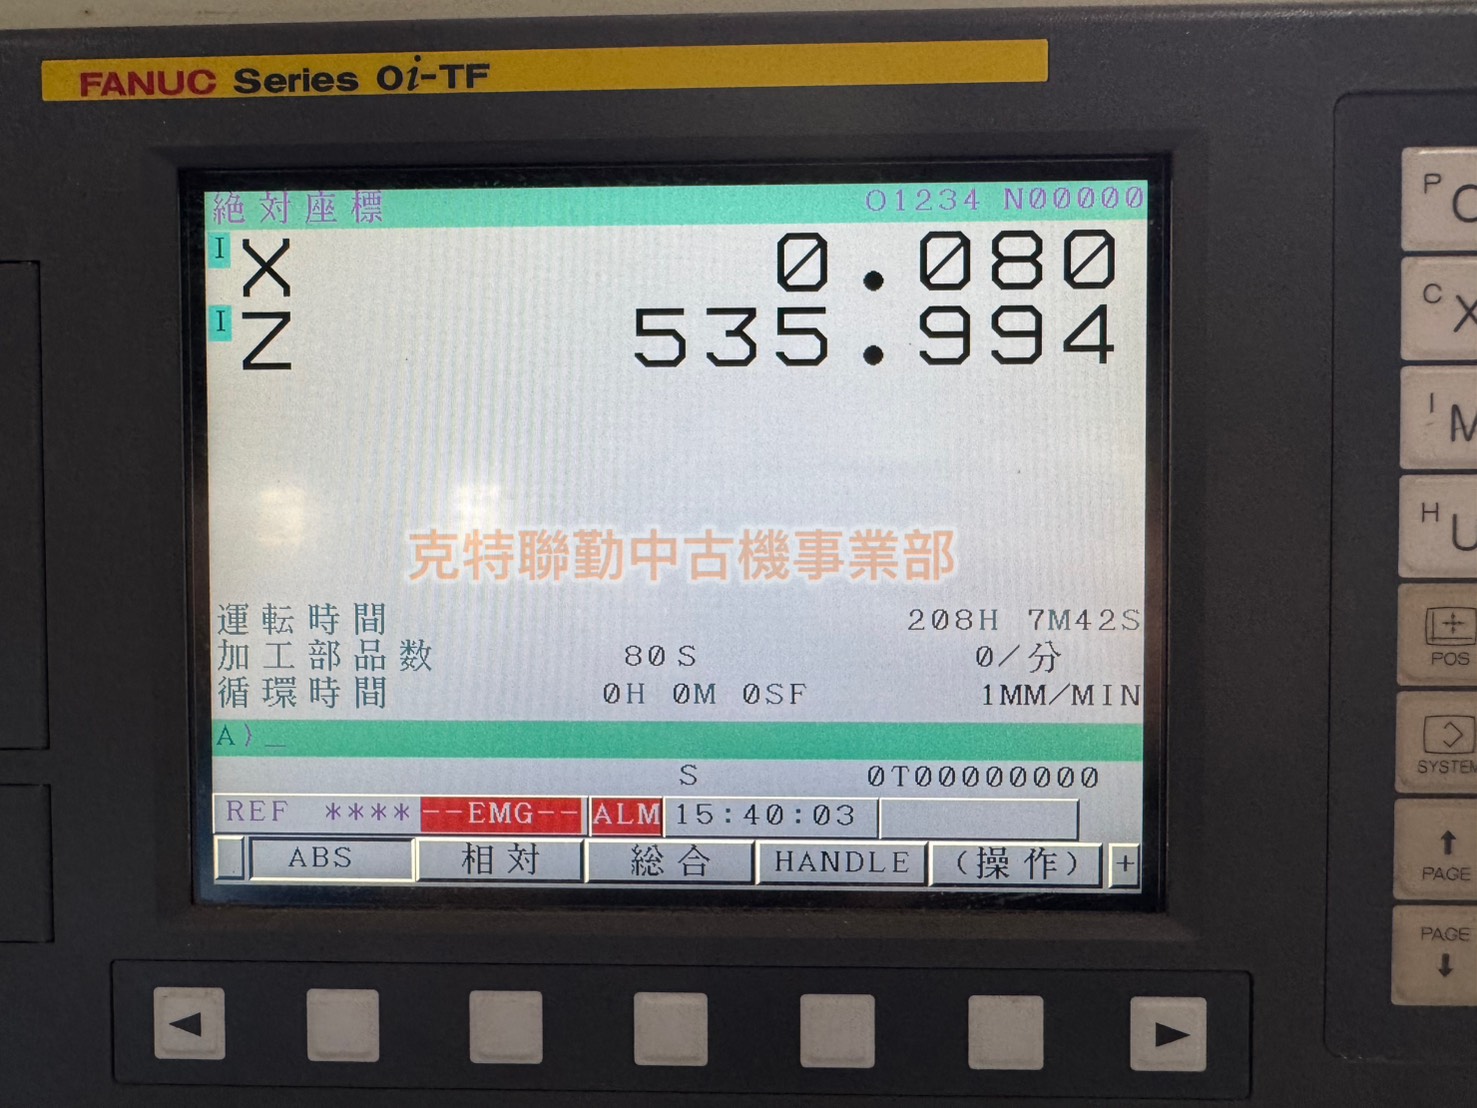 FANUC Series 0i-TF
絶対座標 O1234 N00000
I X 0.080
I Z 535.994
克特聯勤中古機事業部
運転時間 208H 7M42S
加工部品数 80 S 0/分
循環時間 0H 0M 0SF 1MM/MIN
A)_
S 0T00000000
REF **** --EMG-- ALM 15:40:03
ABS 相対 総合 HANDLE (操作) +
P
C X
I M
H U
POS
SYSTEM
PAGE
PAGE